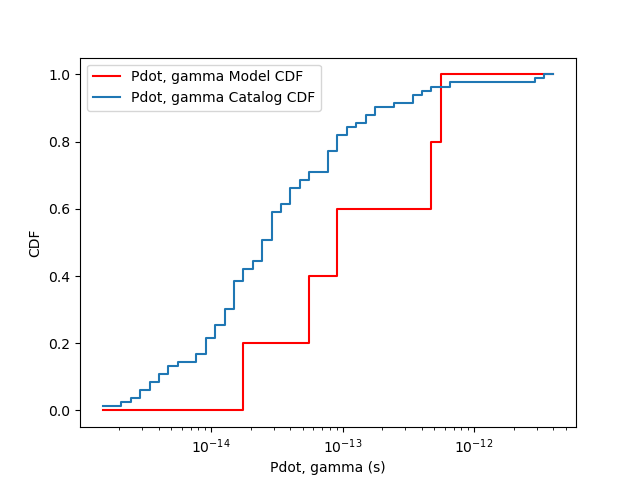 Pdot, gamma Model CDF
Pdot, gamma Catalog CDF
1.0
0.8
0.6
0.4
0.2
0.0
CDF
10⁻¹⁴
10⁻¹³
10⁻¹²
Pdot, gamma (s)